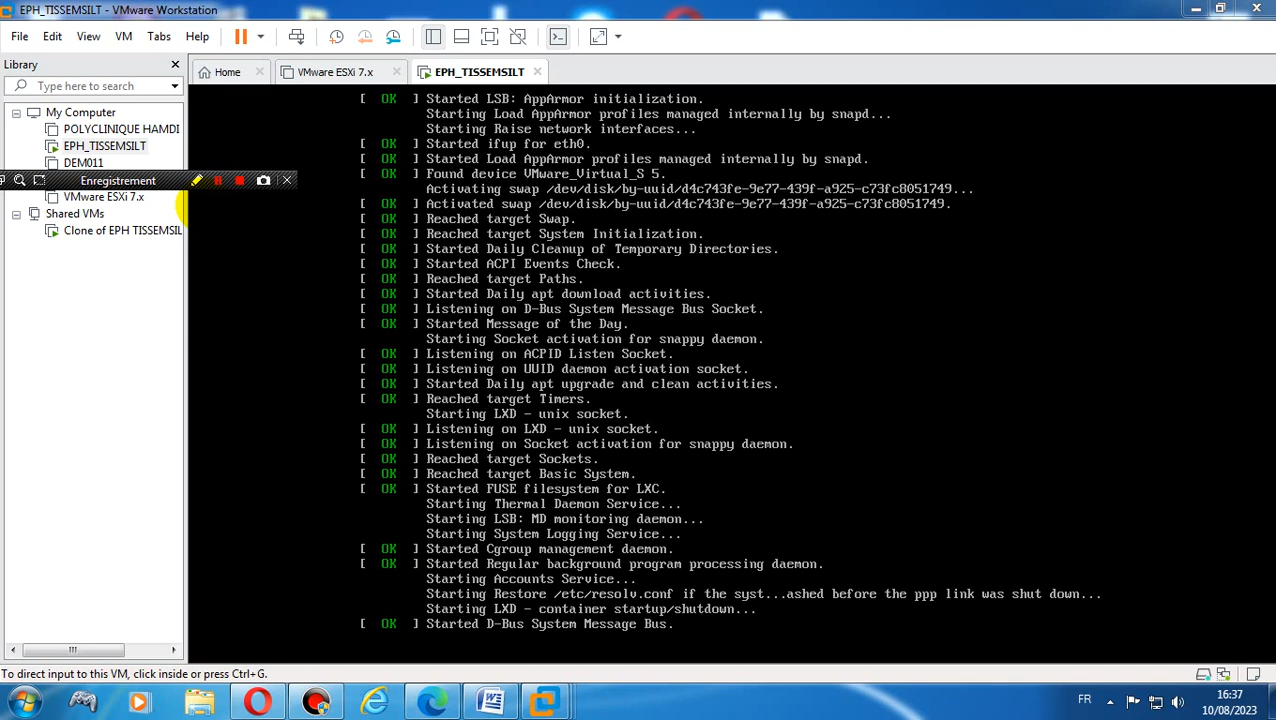 EPH_TISSEMSILT - VMware Workstation
File Edit View VM Tabs Help
Library
Type here to search
My Computer
POLYCLINIQUE HAMDI
EPH_TISSEMSILT
DEM011
Enregistrement
VMware ESXi 7.x
Shared VMs
Clone of EPH TISSEMSIL
Home VMware ESXi 7.x EPH_TISSEMSILT
[ OK ] Started LSB: AppArmor initialization.
Starting Load AppArmor profiles managed internally by snapd...
Starting Raise network interfaces...
[ OK ] Started ifup for eth0.
[ OK ] Started Load AppArmor profiles managed internally by snapd.
[ OK ] Found device VMware_Virtual_S 5.
Activating swap /dev/disk/by-uuid/d4c743fe-9e77-439f-a925-c73fc8051749...
[ OK ] Activated swap /dev/disk/by-uuid/d4c743fe-9e77-439f-a925-c73fc8051749.
[ OK ] Reached target Swap.
[ OK ] Reached target System Initialization.
[ OK ] Started Daily Cleanup of Temporary Directories.
[ OK ] Started ACPI Events Check.
[ OK ] Reached target Paths.
[ OK ] Started Daily apt download activities.
[ OK ] Listening on D-Bus System Message Bus Socket.
[ OK ] Started Message of the Day.
Starting Socket activation for snappy daemon.
[ OK ] Listening on ACPID Listen Socket.
[ OK ] Listening on UUID daemon activation socket.
[ OK ] Started Daily apt upgrade and clean activities.
[ OK ] Reached target Timers.
Starting LXD - unix socket.
[ OK ] Listening on LXD - unix socket.
[ OK ] Listening on Socket activation for snappy daemon.
[ OK ] Reached target Sockets.
[ OK ] Reached target Basic System.
[ OK ] Started FUSE filesystem for LXC.
Starting Thermal Daemon Service...
Starting LSB: MD monitoring daemon...
Starting System Logging Service...
[ OK ] Started Cgroup management daemon.
[ OK ] Started Regular background program processing daemon.
Starting Accounts Service...
Starting Restore /etc/resolv.conf if the syst...ashed before the ppp link was shut down...
Starting LXD - container startup/shutdown...
[ OK ] Started D-Bus System Message Bus.
To direct input to this VM, click inside or press Ctrl+G.
FR
16:37
10/08/2023